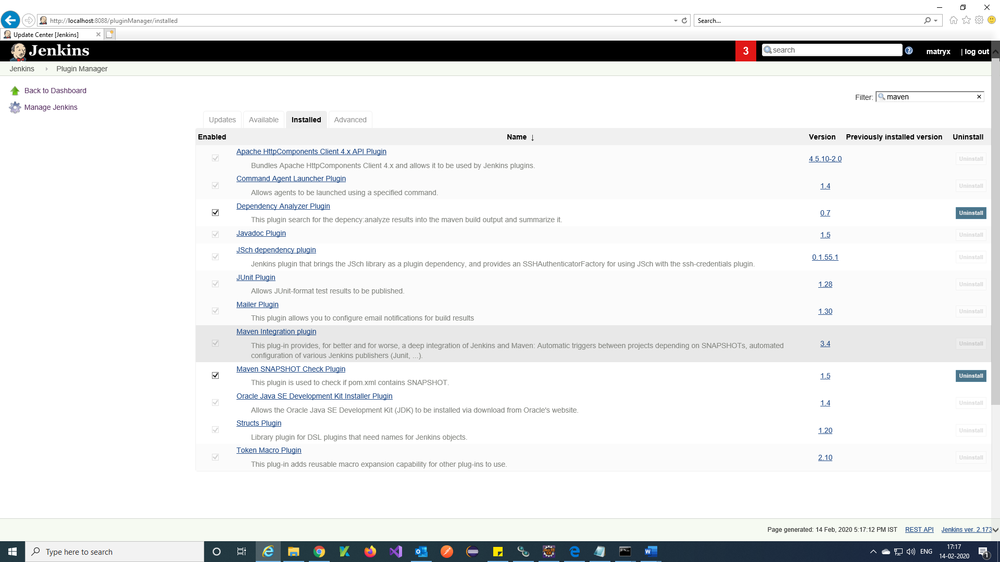 http://localhost:8088/pluginManager/installed
Search...
Update Center [Jenkins]
Jenkins
3
search
matryx
| log out
Jenkins
Plugin Manager
Back to Dashboard
Manage Jenkins
Filter:
maven
Updates
Available
Installed
Advanced
Enabled
Name ↓
Version
Previously installed version
Uninstall
Apache HttpComponents Client 4.x API Plugin
Bundles Apache HttpComponents Client 4.x and allows it to be used by Jenkins plugins.
4.5.10-2.0
Uninstall
Command Agent Launcher Plugin
Allows agents to be launched using a specified command.
1.4
Uninstall
Dependency Analyzer Plugin
This plugin search for the depency:analyze results into the maven build output and summarize it.
0.7
Uninstall
Javadoc Plugin
1.5
Uninstall
JSch dependency plugin
Jenkins plugin that brings the JSch library as a plugin dependency, and provides an SSHAuthenticatorFactory for using JSch with the ssh-credentials plugin.
0.1.55.1
Uninstall
JUnit Plugin
Allows JUnit-format test results to be published.
1.28
Uninstall
Mailer Plugin
This plugin allows you to configure email notifications for build results
1.30
Uninstall
Maven Integration plugin
This plug-in provides, for better and for worse, a deep integration of Jenkins and Maven: Automatic triggers between projects depending on SNAPSHOTs, automated
configuration of various Jenkins publishers (Junit, ...).
3.4
Uninstall
Maven SNAPSHOT Check Plugin
This plugin is used to check if pom.xml contains SNAPSHOT.
1.5
Uninstall
Oracle Java SE Development Kit Installer Plugin
Allows the Oracle Java SE Development Kit (JDK) to be installed via download from Oracle's website.
1.4
Uninstall
Structs Plugin
Library plugin for DSL plugins that need names for Jenkins objects.
1.20
Uninstall
Token Macro Plugin
This plug-in adds reusable macro expansion capability for other plug-ins to use.
2.10
Uninstall
Page generated: 14 Feb, 2020 5:17:12 PM IST
REST API
Jenkins ver. 2.173
Type here to search
ENG
17:17
14-02-2020
1